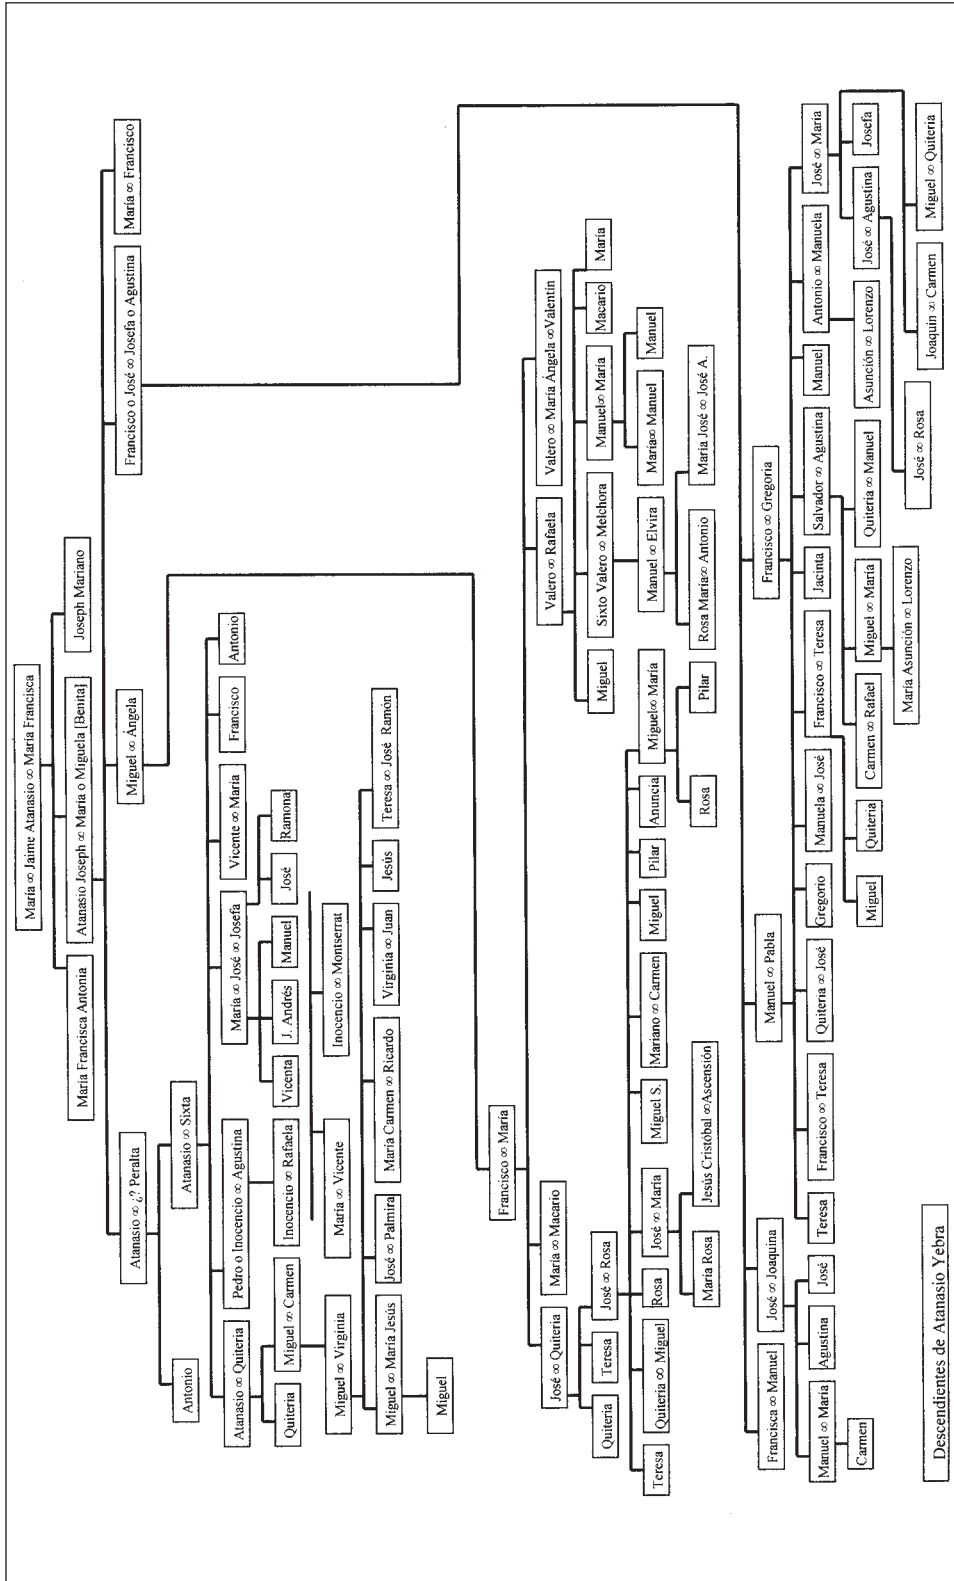 María ∞ Jaime Atanasio ∞ María Francisca
María Francisca Antonia
Atanasio Joseph ∞ María o Miguela [Benita]
Joseph Mariano
Atanasio ∞ ¿? Peralta
Miguel ∞ Ángela
Francisco o José ∞ Josefa o Agustina
María ∞ Francisco
Antonio
Atanasio ∞ Sixta
Atanasio ∞ Quiteria
Pedro o Inocencio ∞ Agustina
María ∞ José ∞ Josefa
Vicente ∞ María
Francisco
Antonio
Quiteria
Miguel ∞ Carmen
Inocencio ∞ Rafaela
Vicenta
J. Andrés
Manuel
José
Ramona
Miguel ∞ Virginia
María ∞ Vicente
Inocencio ∞ Montserrat
Miguel ∞ María Jesús
José ∞ Palmira
María Carmen ∞ Ricardo
Virginia ∞ Juan
Jesús
Teresa ∞ José Ramón
Miguel
Francisco ∞ María
José ∞ Quiteria
María ∞ Macario
Valero ∞ Rafaela
Valero ∞ María Ángela ∞ Valentín
Quiteria
Teresa
José ∞ Rosa
Miguel
Sixto Valero ∞ Melchora
Manuel ∞ María
Macario
María
Teresa
Quiteria ∞ Miguel
Rosa
José ∞ María
Miguel S.
Mariano ∞ Carmen
Miguel
Pilar
Anuncia
Miguel ∞ María
Manuel ∞ Elvira
María ∞ Manuel
Manuel
María Rosa
Jesús Cristóbal ∞ Ascensión
Rosa
Pilar
Rosa María ∞ Antonio
María José ∞ José A.
Francisca ∞ Manuel
José ∞ Joaquina
Manuel ∞ Pabla
Francisco ∞ Gregoria
Manuel ∞ María
Agustina
José
Teresa
Francisco ∞ Teresa
Quiteria ∞ José
Gregorio
Manuela ∞ José
Francisco ∞ Teresa
Jacinta
Salvador ∞ Agustina
Manuel
Antonio ∞ Manuela
José ∞ María
Carmen
Miguel
Quiteria
Carmen ∞ Rafael
Miguel ∞ María
Quiteria ∞ Manuel
Asunción ∞ Lorenzo
José ∞ Agustina
Josefa
María Asunción ∞ Lorenzo
José ∞ Rosa
Joaquín ∞ Carmen
Miguel ∞ Quiteria
Descendientes de Atanasio Yebra